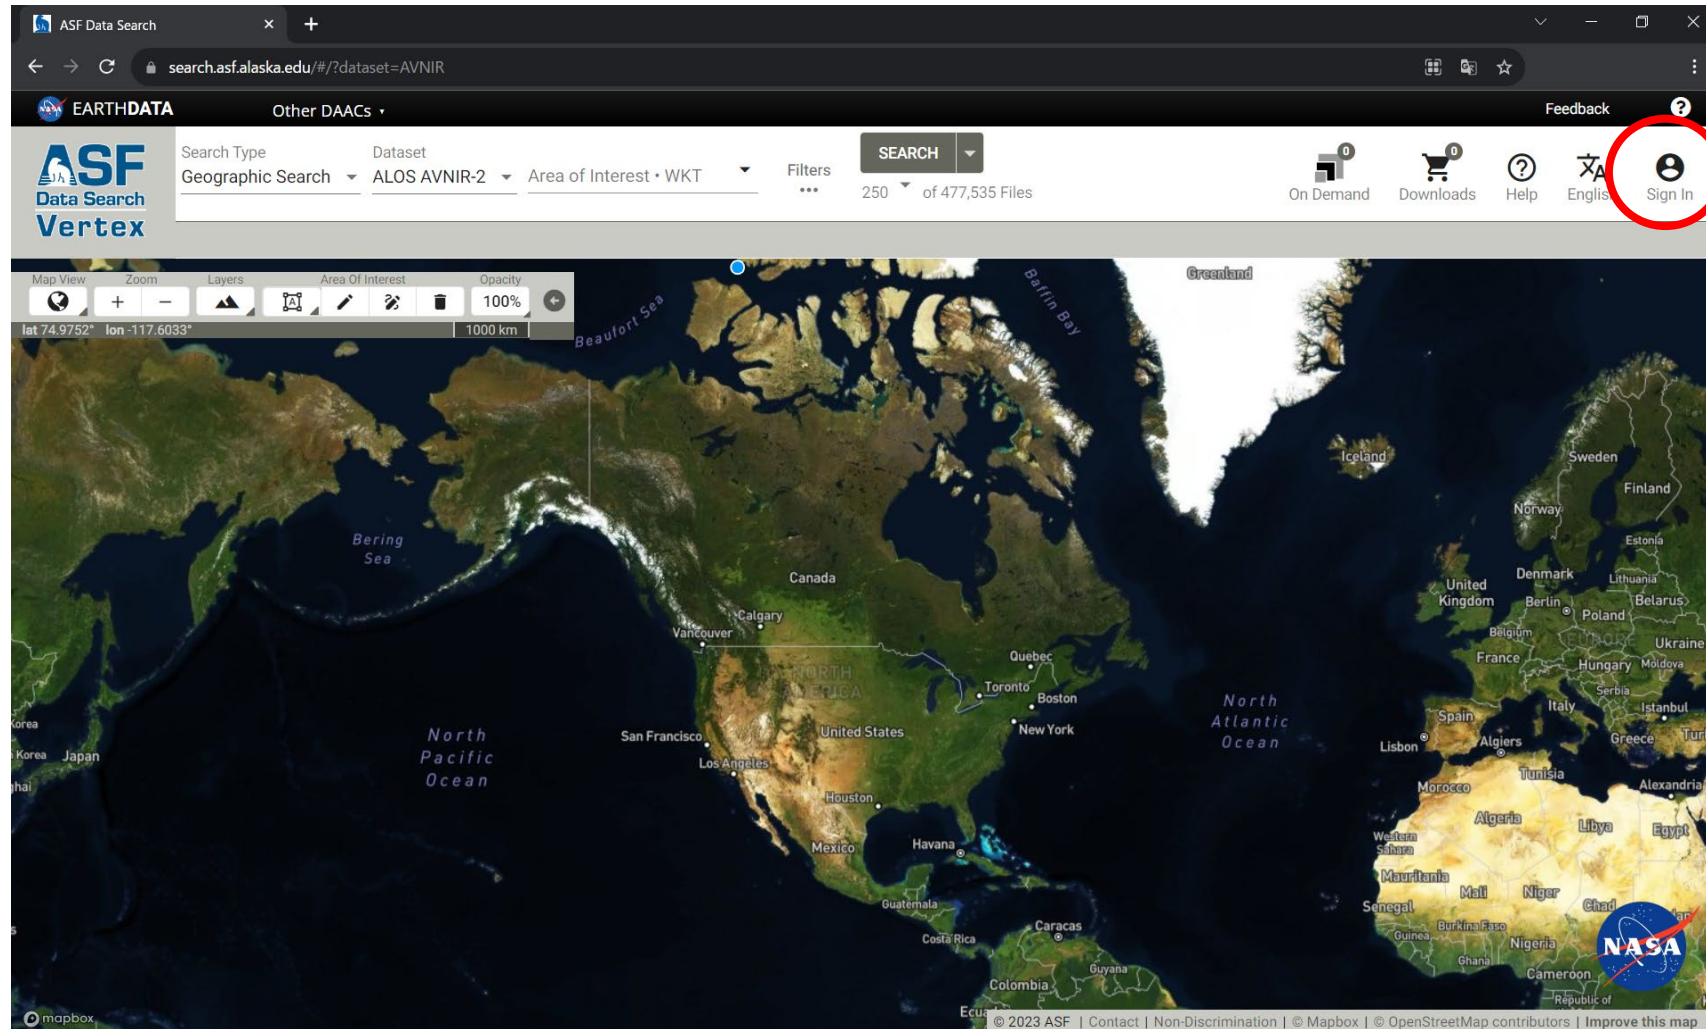 ASF Data Search
search.asf.alaska.edu/#/?dataset=AVNIR
EARTHDATA Other DAACs Feedback
ASF
Data Search
Vertex
Search Type Dataset
Geographic Search ALOS AVNIR-2 Area of Interest • WKT Filters
SEARCH
250 of 477,535 Files
0 0
On Demand Downloads Help English Sign In
Map View Zoom Layers Area Of Interest Opacity
100%
lat 74.9752° lon -117.6033° 1000 km
Beaufort Sea
Baffin Bay
Greenland
Iceland
Sweden
Finland
Norway
Estonia
Bering
Sea
Canada
United
Kingdom
Denmark
Lithuania
Berlin
Poland
Belarus
Calgary
Vancouver
Belgium
EUROPE
Ukraine
Quebec
France
Hungary
Moldova
NORTH
AMERICA
Toronto
Boston
Serbia
Italy
Istanbul
North
Atlantic
Ocean
Spain
Korea
North
Pacific
Ocean
San Francisco
United States
New York
Lisbon
Algiers
Greece
Tur
Korea
Japan
Los Angeles
Tunisia
Morocco
Alexandria
hai
Houston
Algeria
Libya
Egypt
Western
Sahara
Mexico
Havana
Mauritania
Mali
Niger
Chad
Senegal
Guatemala
Burkina Faso
Guinea
Caracas
Costa Rica
Nigeria
NASA
Ghana
Guyana
Cameroon
Colombia
Republic of
Ecua
mapbox
© 2023 ASF | Contact | Non-Discrimination | © Mapbox | © OpenStreetMap contributors | Improve this map